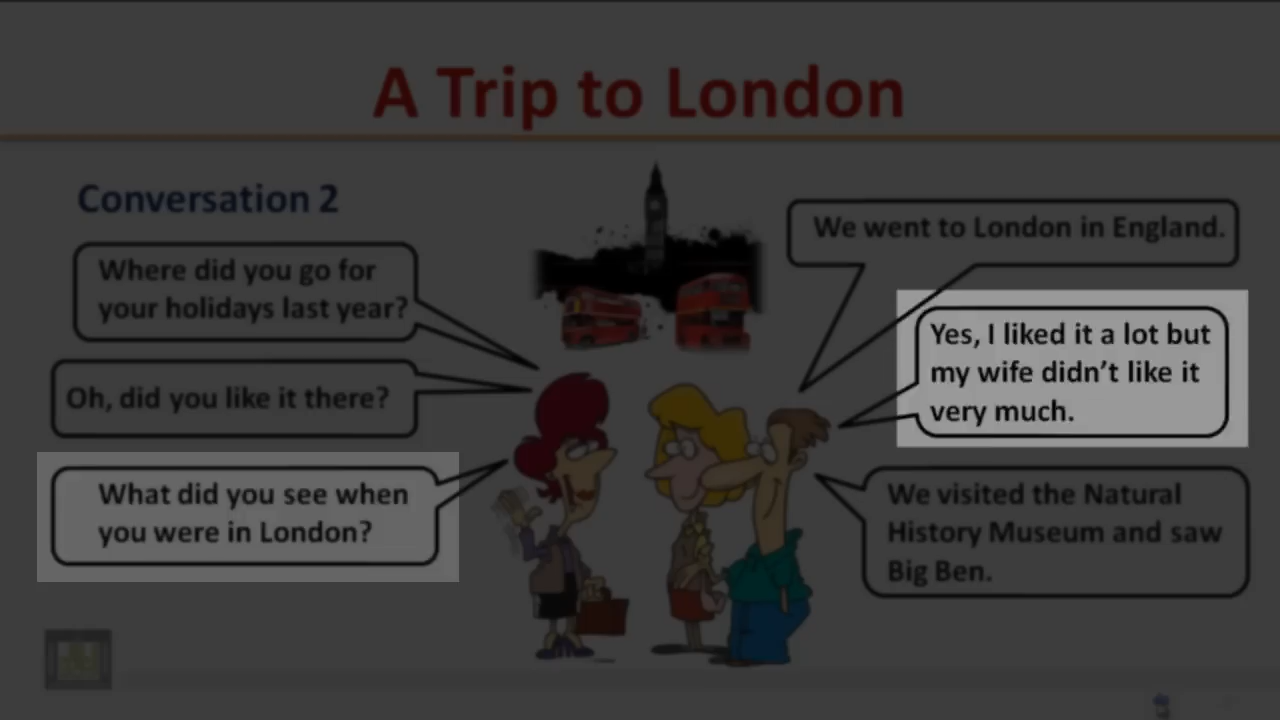 A Trip to London
Conversation 2
Where did you go for
your holidays last year?
We went to London in England.
Oh, did you like it there?
Yes, I liked it a lot but
my wife didn't like it
very much.
What did you see when
you were in London?
We visited the Natural
History Museum and saw
Big Ben.